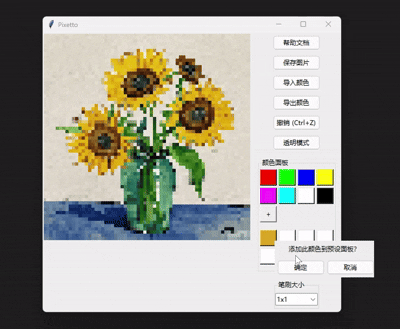 Pixetto
帮助文档
保存图片
导入颜色
导出颜色
撤销 (Ctrl+Z)
透明模式
颜色面板
+
添加此颜色到预设面板?
确定
取消
笔刷大小
1x1